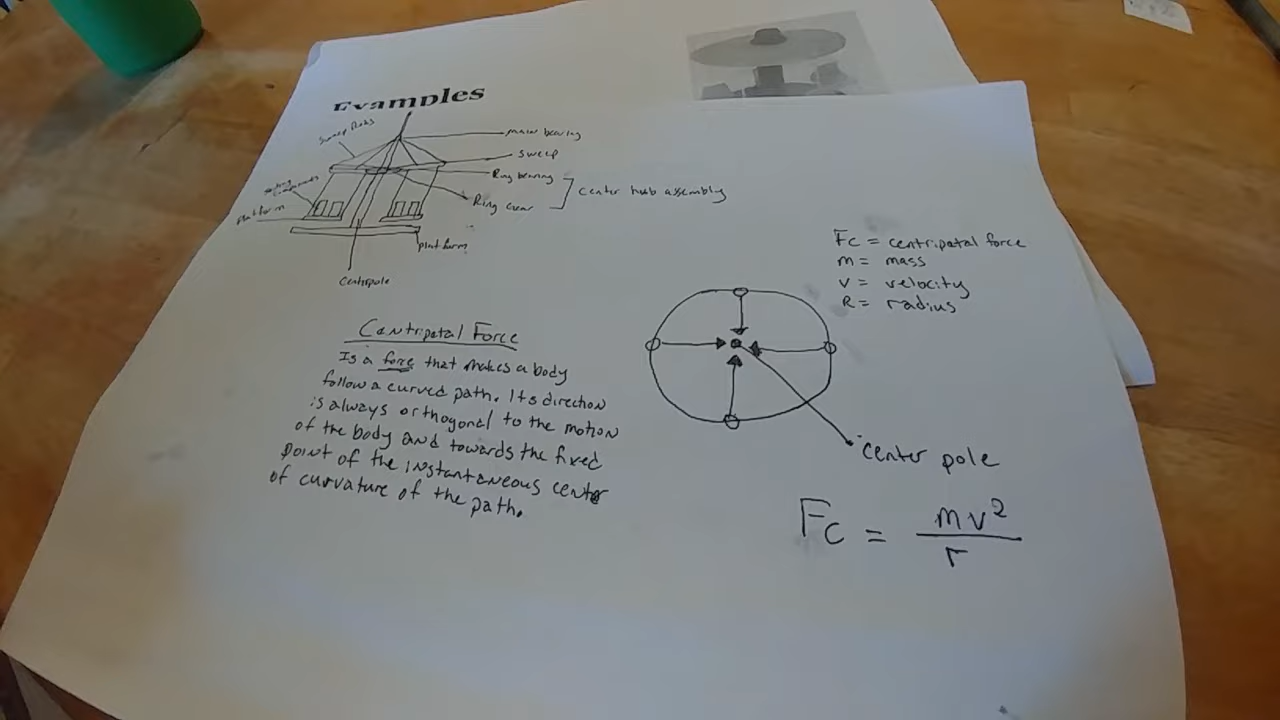 Examples
Sweep Rods
main bearing
sweep
Ring bearing
Ring Gear
center hub assembly
platform
platform
Centerpole
Centripatal Force
Is a force that makes a body
follow a curved path. Its direction
is always orthogonal to the motion
of the body and towards the fixed
point of the instantaneous center
of curvature of the path.
Fc = centripatal force
m = mass
v = velocity
R = radius
center pole
Fc = mv²/r